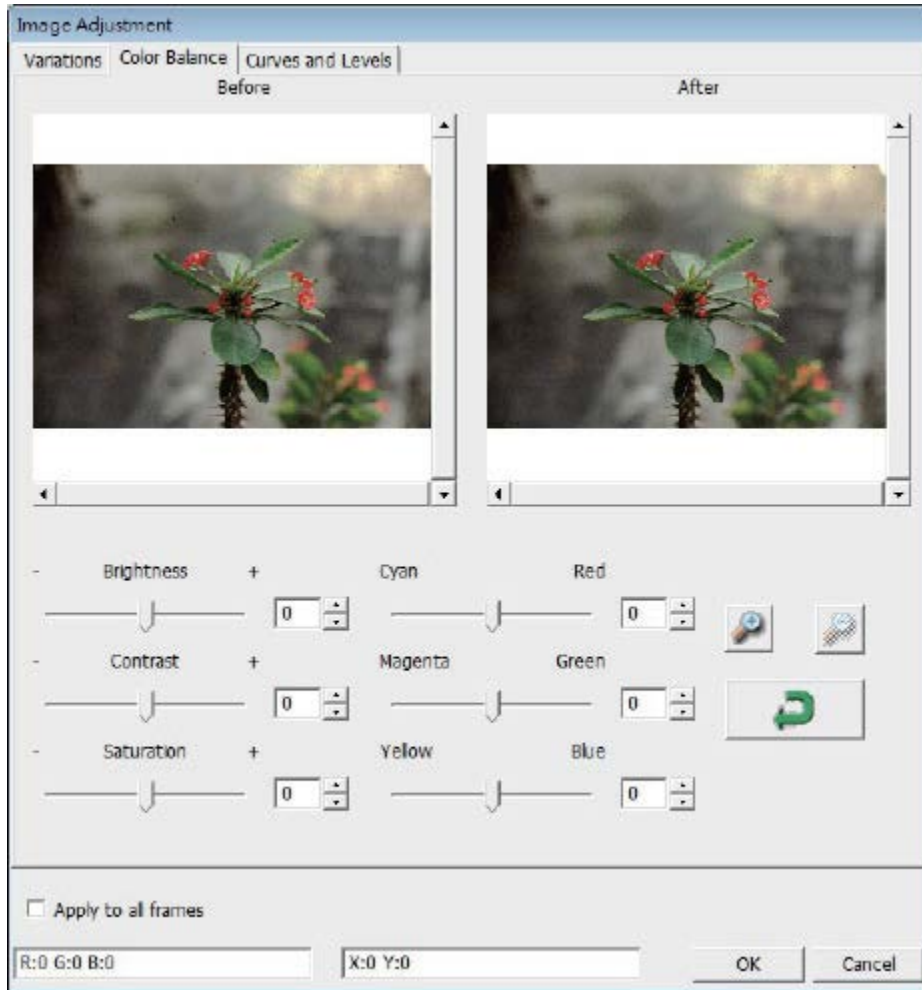 Image Adjustment
Variations Color Balance Curves and Levels
Before After
- Brightness + Cyan Red
0 0
- Contrast + Magenta Green
0 0
- Saturation + Yellow Blue
0 0
Apply to all frames
R:0 G:0 B:0 X:0 Y:0 OK Cancel